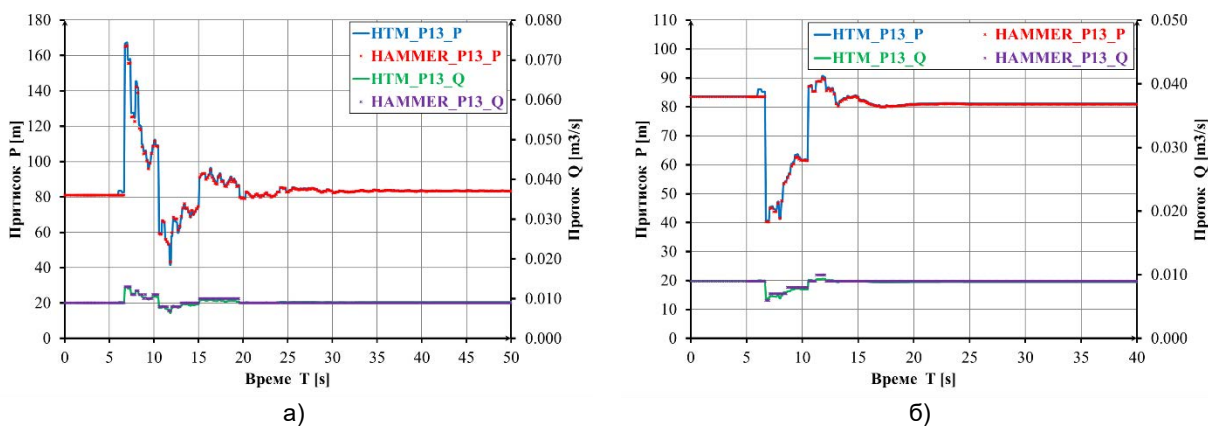 180
160
140
120
100
80
60
40
20
0
Притисок P [m]
0.080
0.070
0.060
0.050
0.040
0.030
0.020
0.010
0.000
Проток Q [m3/s]
HTM_P13_P
HAMMER_P13_P
HTM_P13_Q
HAMMER_P13_Q
0 5 10 15 20 25 30 35 40 45 50
Време T [s]
а)
110
100
90
80
70
60
50
40
30
20
10
0
Притисок P [m]
0.050
0.040
0.030
0.020
0.010
0.000
Проток Q [m3/s]
HTM_P13_P HAMMER_P13_P
HTM_P13_Q HAMMER_P13_Q
0 5 10 15 20 25 30 35 40
Време T [s]
б)